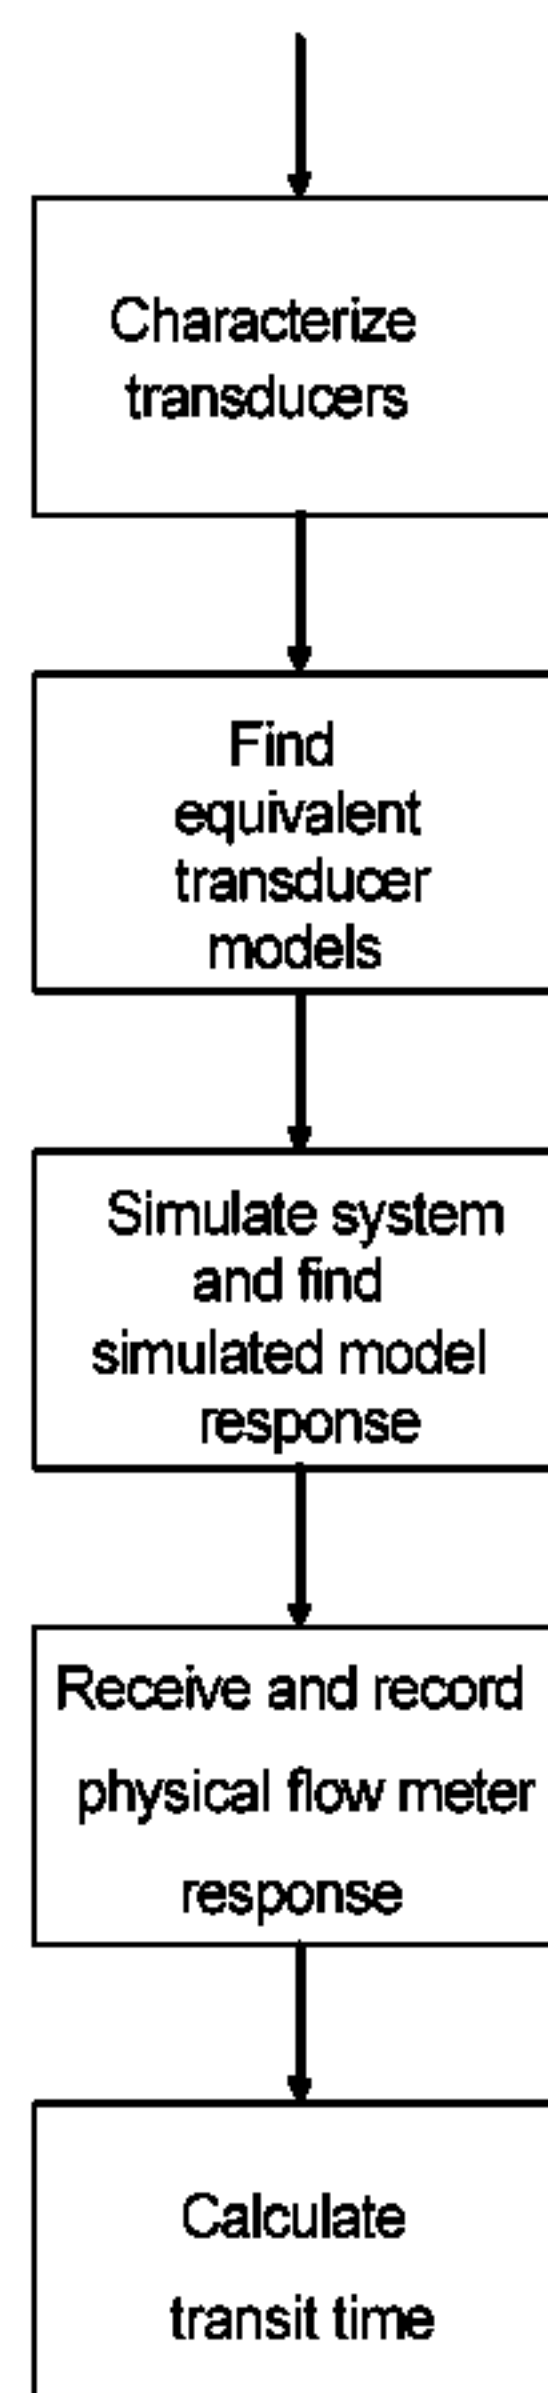 Characterize
transducers
Find
equivalent
transducer
models
Simulate system
and find
simulated model
response
Receive and record
physical flow meter
response
Calculate
transit time